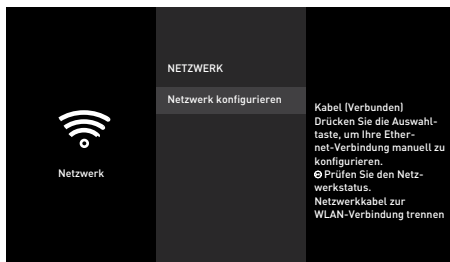 NETZWERK
Netzwerk konfigurieren
Netzwerk
Kabel (Verbunden)
Drücken Sie die Auswahl-
taste, um Ihre Ether-
net-Verbindung manuell zu
konfigurieren.
Prüfen Sie den Netz-
werkstatus.
Netzwerkkabel zur
WLAN-Verbindung trennen